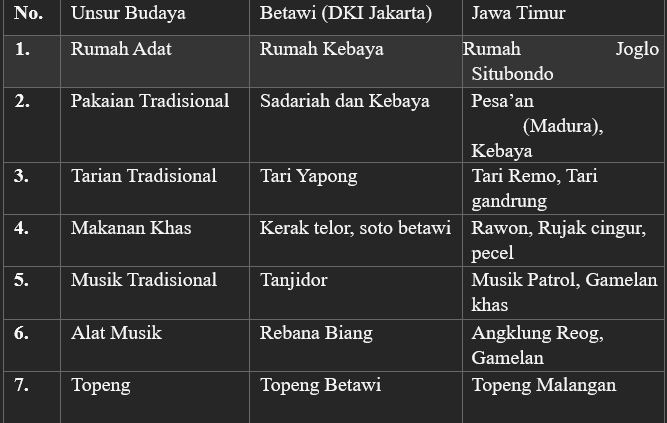 No. Unsur Budaya Betawi (DKI Jakarta) Jawa Timur
1. Rumah Adat Rumah Kebaya Rumah Joglo
Situbondo
2. Pakaian Tradisional Sadariah dan Kebaya Pesa’an
(Madura),
Kebaya
3. Tarian Tradisional Tari Yapong Tari Remo, Tari
gandrung
4. Makanan Khas Kerak telor, soto betawi Rawon, Rujak cingur,
pecel
5. Musik Tradisional Tanjidor Musik Patrol, Gamelan
khas
6. Alat Musik Rebana Biang Angklung Reog,
Gamelan
7. Topeng Topeng Betawi Topeng Malangan